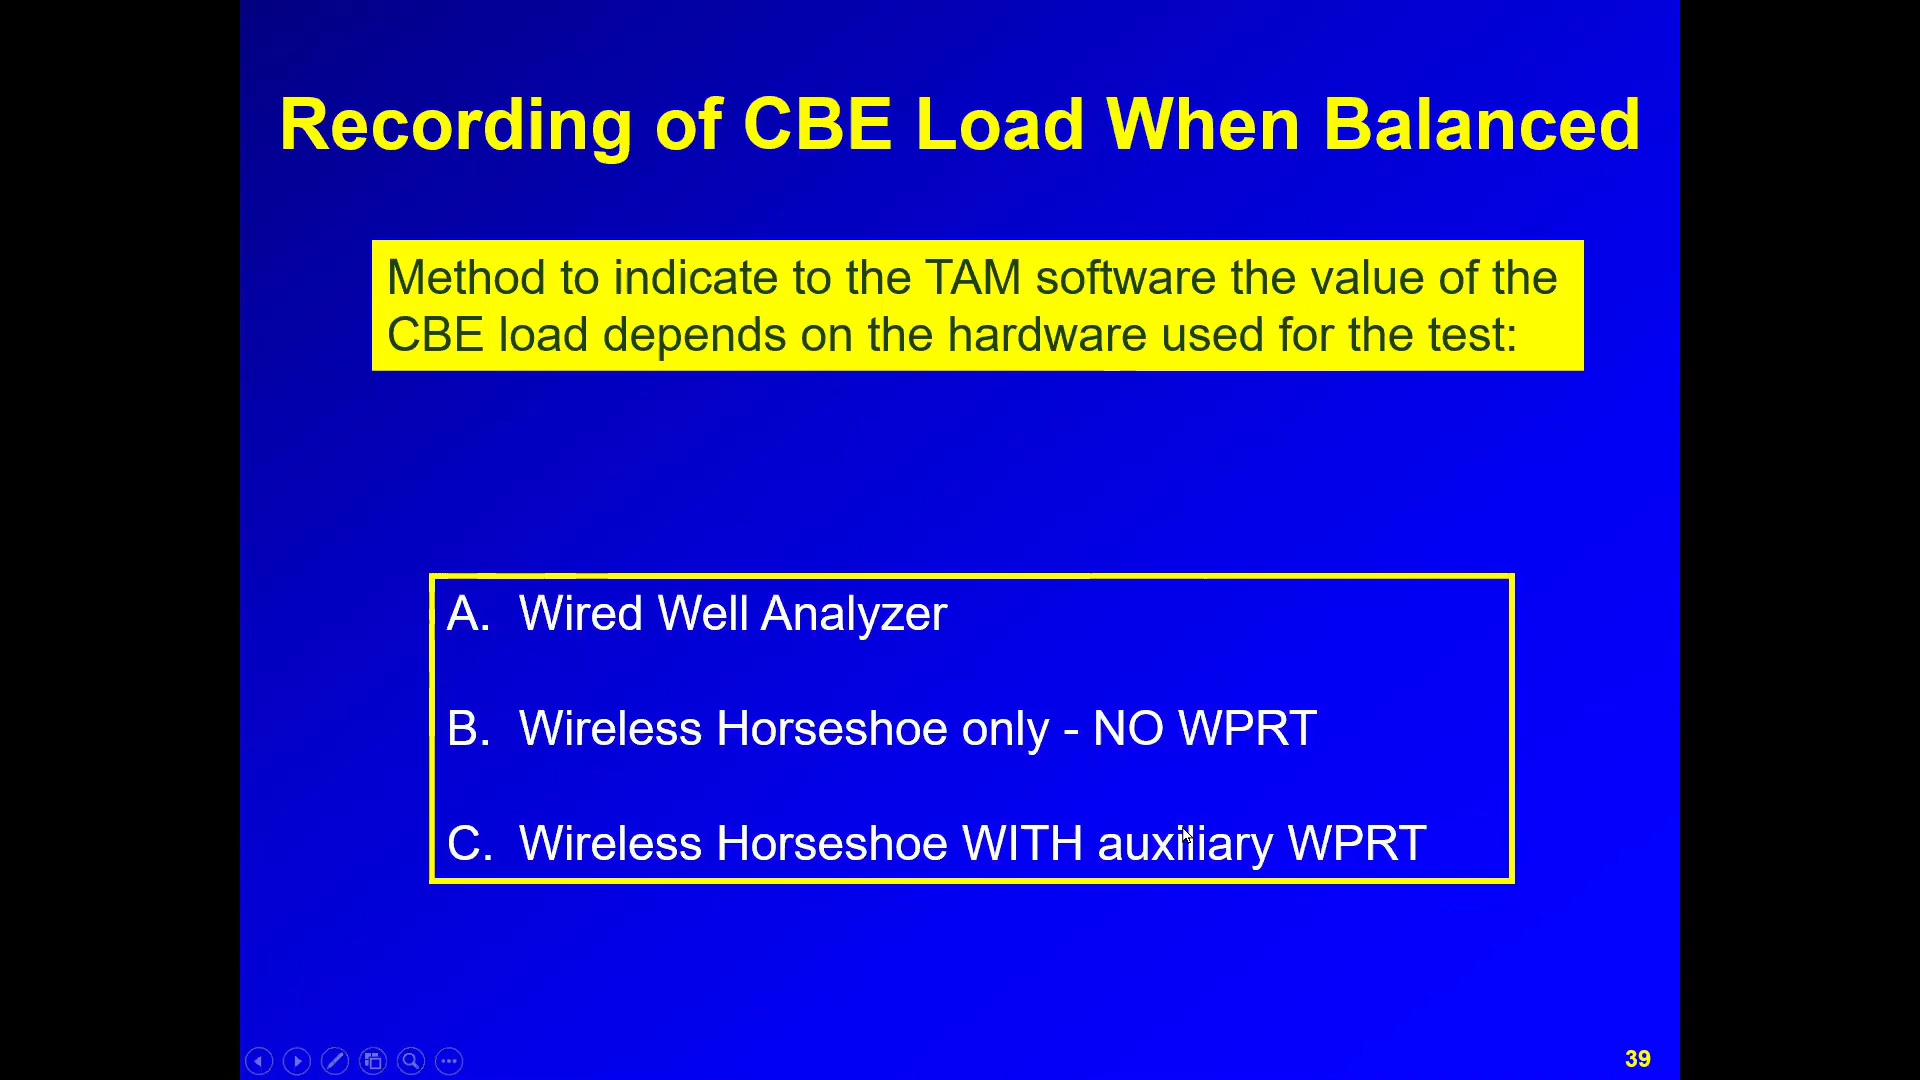 Recording of CBE Load When Balanced
Method to indicate to the TAM software the value of the
CBE load depends on the hardware used for the test:
A. Wired Well Analyzer
B. Wireless Horseshoe only - NO WPRT
C. Wireless Horseshoe WITH auxiliary WPRT
39